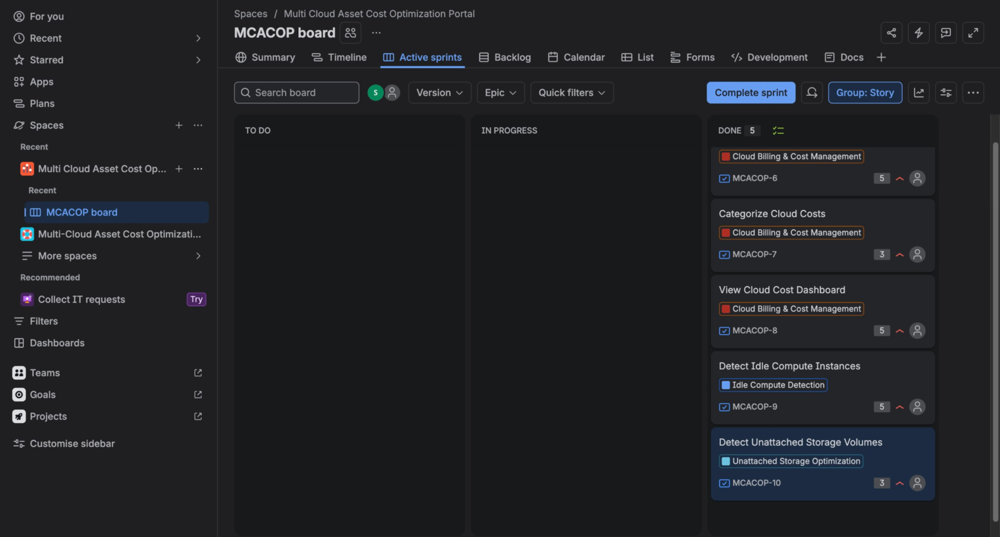 For you
Recent
Starred
Apps
Plans
Spaces
Recent
Multi Cloud Asset Cost Op...
Recent
MCACOP board
Multi-Cloud Asset Cost Optimizati...
More spaces
Recommended
Collect IT requests Try
Filters
Dashboards
Teams
Goals
Projects
Customise sidebar
Spaces / Multi Cloud Asset Cost Optimization Portal
MCACOP board
Summary Timeline Active sprints Backlog Calendar List Forms Development Docs
Search board S Version Epic Quick filters Complete sprint Group: Story
TO DO IN PROGRESS DONE 5
Cloud Billing & Cost Management
MCACOP-6 5
Categorize Cloud Costs
Cloud Billing & Cost Management
MCACOP-7 3
View Cloud Cost Dashboard
Cloud Billing & Cost Management
MCACOP-8 5
Detect Idle Compute Instances
Idle Compute Detection
MCACOP-9 5
Detect Unattached Storage Volumes
Unattached Storage Optimization
MCACOP-10 3